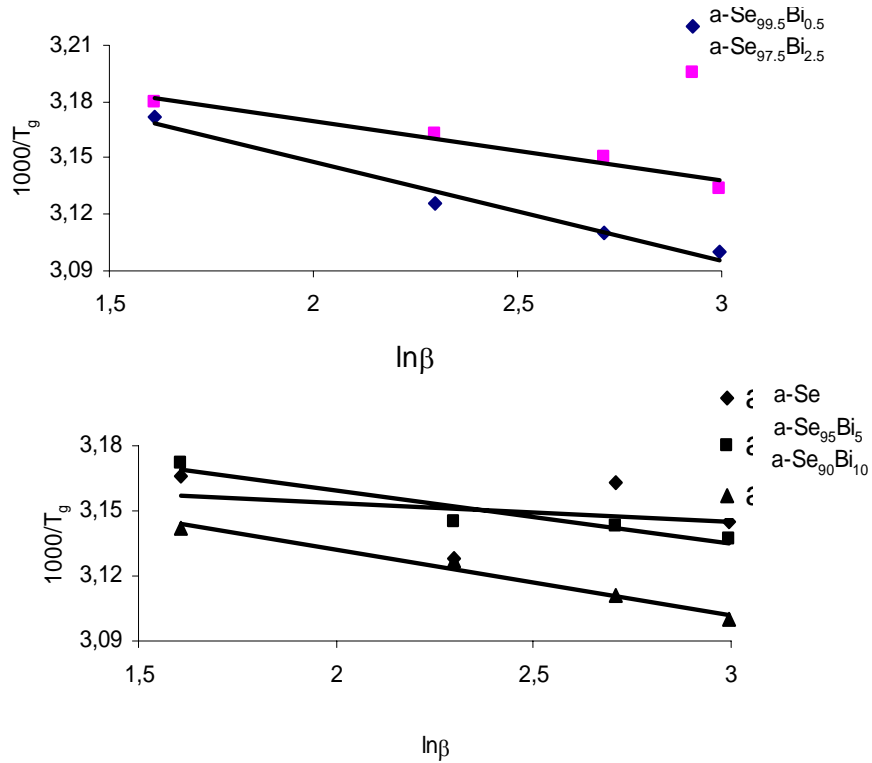 a-Se99.5Bi0.5
a-Se97.5Bi2.5
3,21
3,18
3,15
3,12
3,09
1000/Tg
1,5 2 2,5 3
lnβ
a-Se
a-Se95Bi5
a-Se90Bi10
3,18
3,15
3,12
3,09
1000/Tg
1,5 2 2,5 3
lnβ